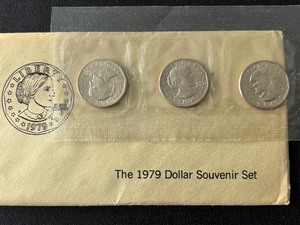 LIBERTY
1979
The 1979 Dollar Souvenir Set